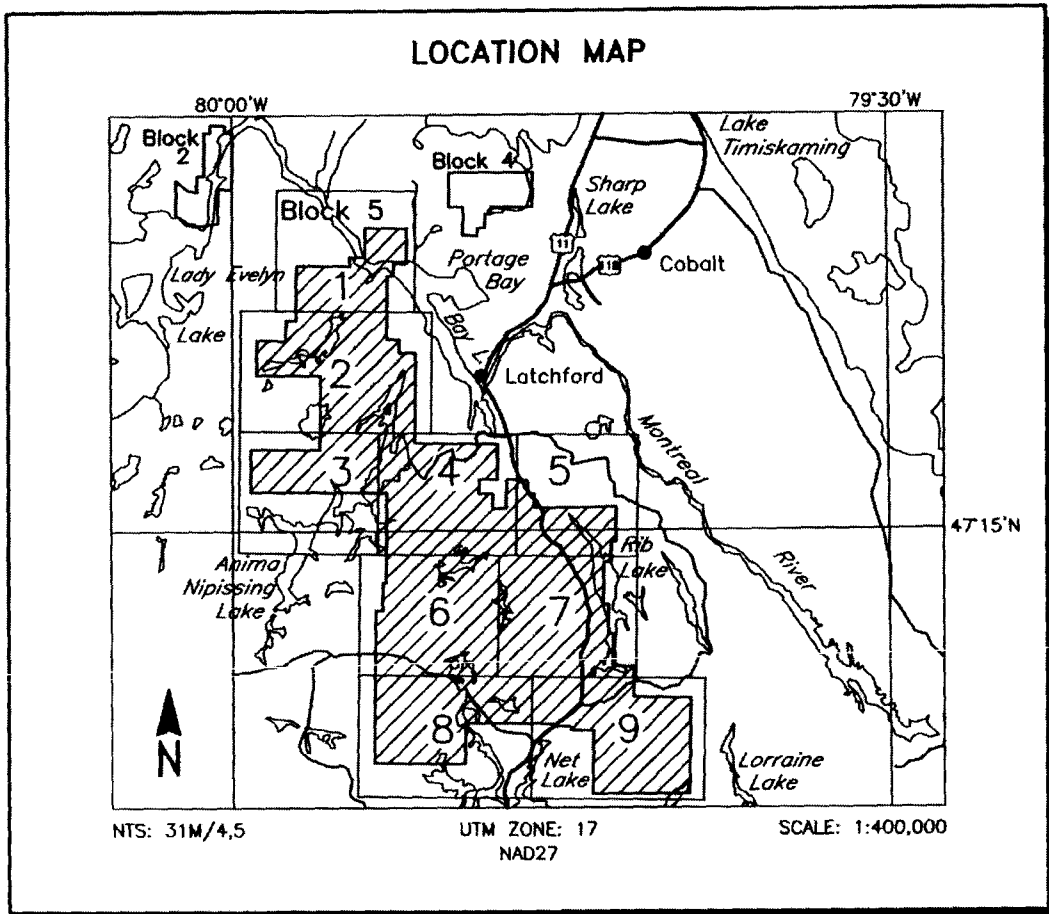 LOCATION MAP
80°00'W
79°30'W
Block
2
Block 4
Lake
Timiskaming
Sharp
Lake
Block 5
11
Portage
Bay
Cobalt
Lady Evelyn
1
Bay L.
Lake
2
Latchford
Montreal
3
4
5
47°15'N
Anima
Nipissing
Lake
Rib
Lake
River
6
7
8
9
Net
Lake
Lorraine
Lake
N
NTS: 31M/4,5
UTM ZONE: 17
SCALE: 1:400,000
NAD27